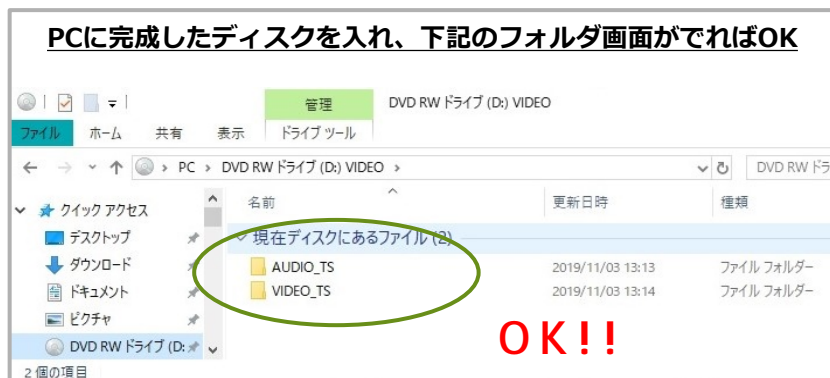 PCに完成したディスクを入れ、下記のフォルダ画面がでればOK
管理 DVD RW ドライブ (D:) VIDEO
ファイル ホーム 共有 表示 ドライブ ツール
PC › DVD RW ドライブ (D:) VIDEO › DVD RW ドラ
名前 更新日時 種類
クイック アクセス
現在ディスクにあるファイル (2)
デスクトップ
AUDIO_TS 2019/11/03 13:13 ファイル フォルダー
ダウンロード
VIDEO_TS 2019/11/03 13:14 ファイル フォルダー
ドキュメント
ピクチャ
OK!!
DVD RW ドライブ (D:
2 個の項目